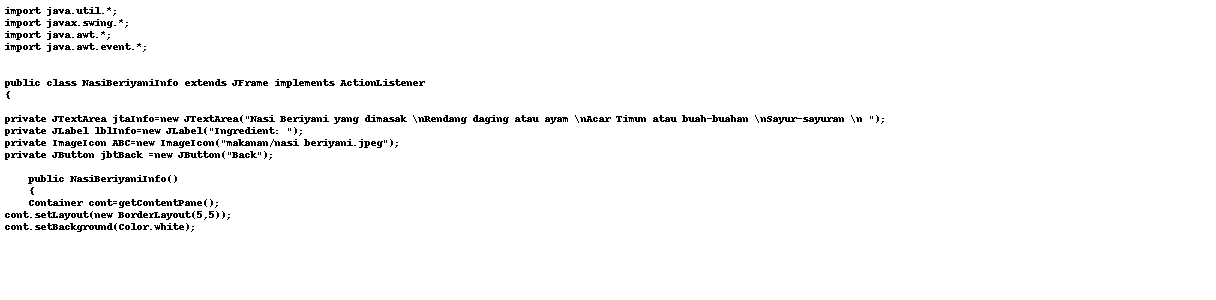 import java.util.*;
import javax.swing.*;
import java.awt.*;
import java.awt.event.*;
public class NasiBeriyaniInfo extends JFrame implements ActionListener
{
private JTextArea jtaInfo=new JTextArea("Nasi Beriyani yang dimasak \nRendang daging atau ayam \nAcar Timun atau buah-buahan \nSayur-sayuran \n ");
private JLabel lblInfo=new JLabel("Ingredient: ");
private ImageIcon ABC=new ImageIcon("makanan/nasi beriyani.jpeg");
private JButton jbtBack =new JButton("Back");
public NasiBeriyaniInfo()
{
Container cont=getContentPane();
cont.setLayout(new BorderLayout(5,5));
cont.setBackground(Color.white);